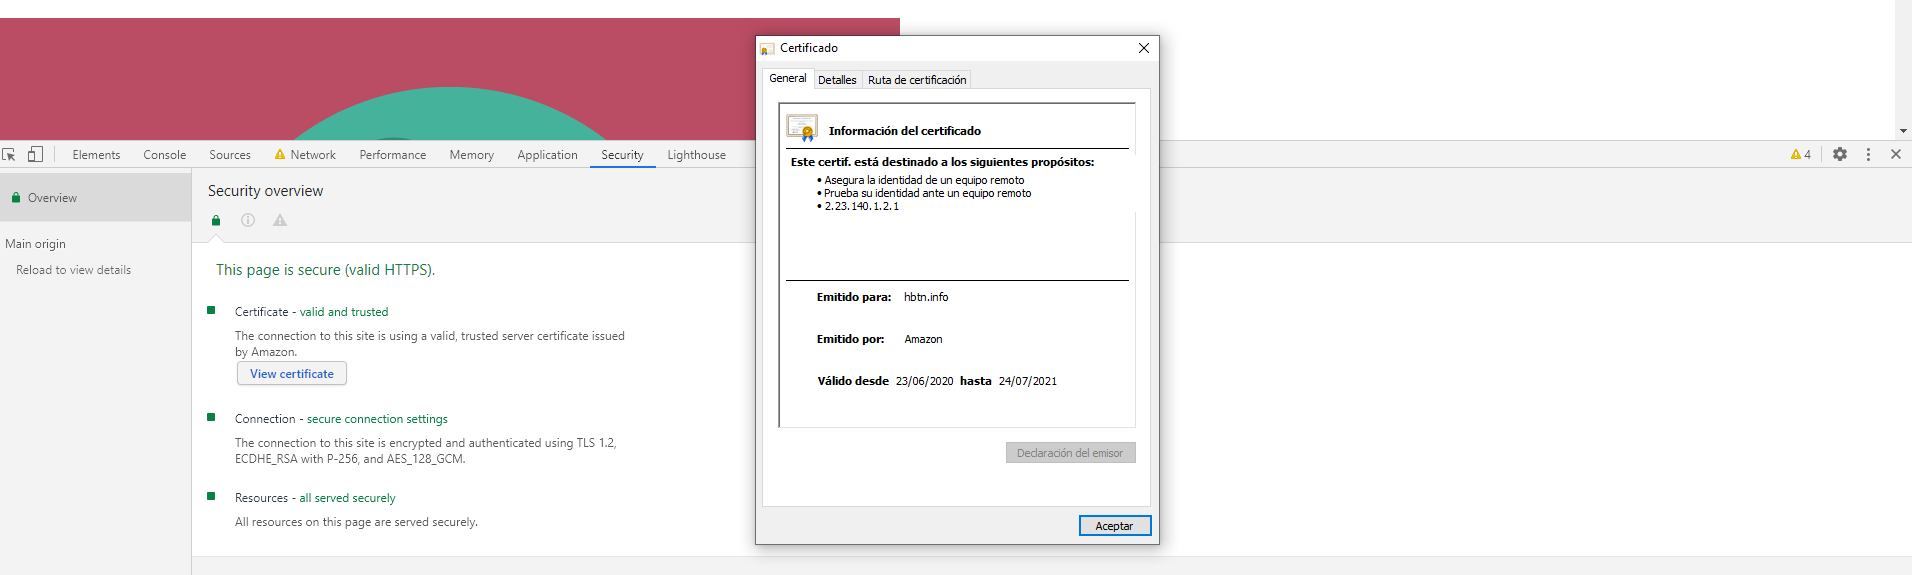 Elements
Console
Sources
Network
Performance
Memory
Application
Security
Lighthouse
4
Overview
Main origin
Reload to view details
Security overview
This page is secure (valid HTTPS).
Certificate - valid and trusted
The connection to this site is using a valid, trusted server certificate issued
by Amazon.
View certificate
Connection - secure connection settings
The connection to this site is encrypted and authenticated using TLS 1.2,
ECDHE_RSA with P-256, and AES_128_GCM.
Resources - all served securely
All resources on this page are served securely.
Certificado
General
Detalles
Ruta de certificación
Información del certificado
Este certif. está destinado a los siguientes propósitos:
• Asegura la identidad de un equipo remoto
• Prueba su identidad ante un equipo remoto
• 2.23.140.1.2.1
Emitido para: hbtn.info
Emitido por: Amazon
Válido desde 23/06/2020 hasta 24/07/2021
Declaración del emisor
Aceptar